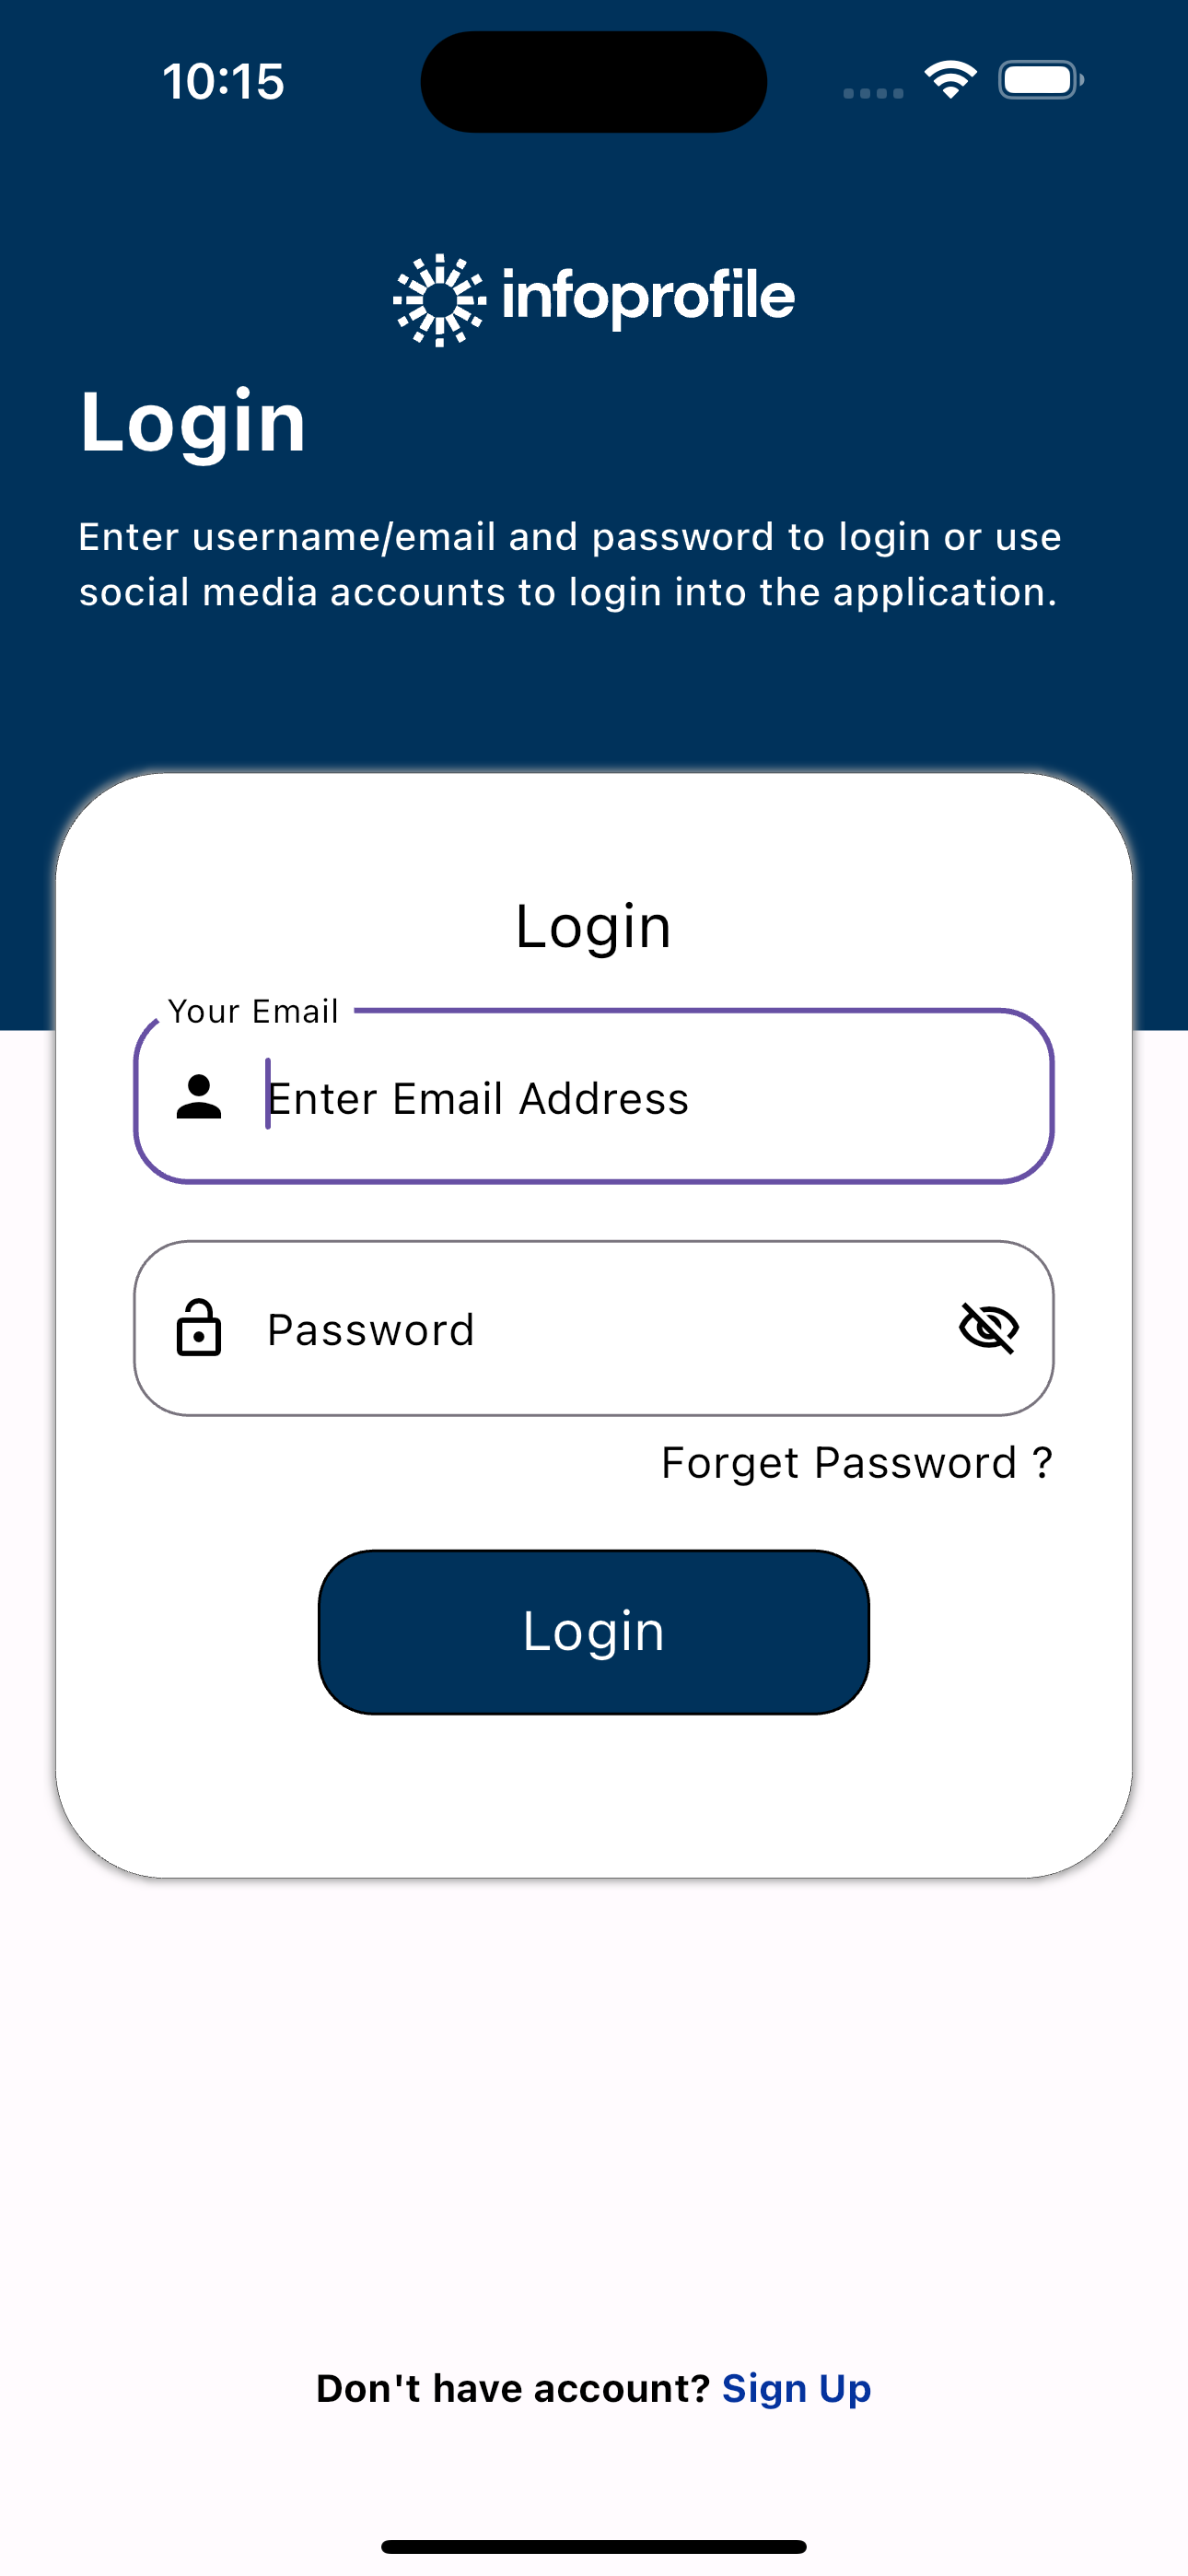 10:15
infoprofile
Login
Enter username/email and password to login or use
social media accounts to login into the application.
Login
Your Email
Enter Email Address
Password
Forget Password ?
Login
Don't have account? Sign Up